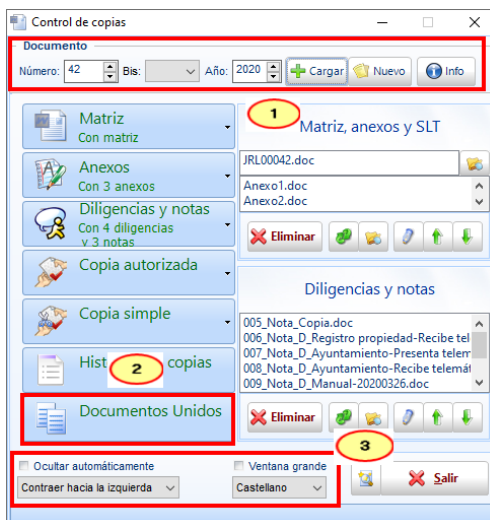 Control de copias
Documento
Número: 42 Bis: Año: 2020 Cargar Nuevo Info
1
Matriz
Con matriz
Matriz, anexos y SLT
Anexos
Con 3 anexos
JRL00042.doc
Anexo1.doc
Anexo2.doc
Diligencias y notas
Con 4 diligencias
y 3 notas
Eliminar
Copia autorizada
Diligencias y notas
Copia simple
005_Nota_Copia.doc
006_Nota_D_Registro propiedad-Recibe tel
007_Nota_D_Ayuntamiento-Presenta telem
008_Nota_D_Ayuntamiento-Recibe telemát
009_Nota_D_Manual-20200326.doc
Hist 2 copias
Documentos Unidos
Eliminar
3
Ocultar automáticamente
Ventana grande
Contraer hacia la izquierda
Castellano
Salir